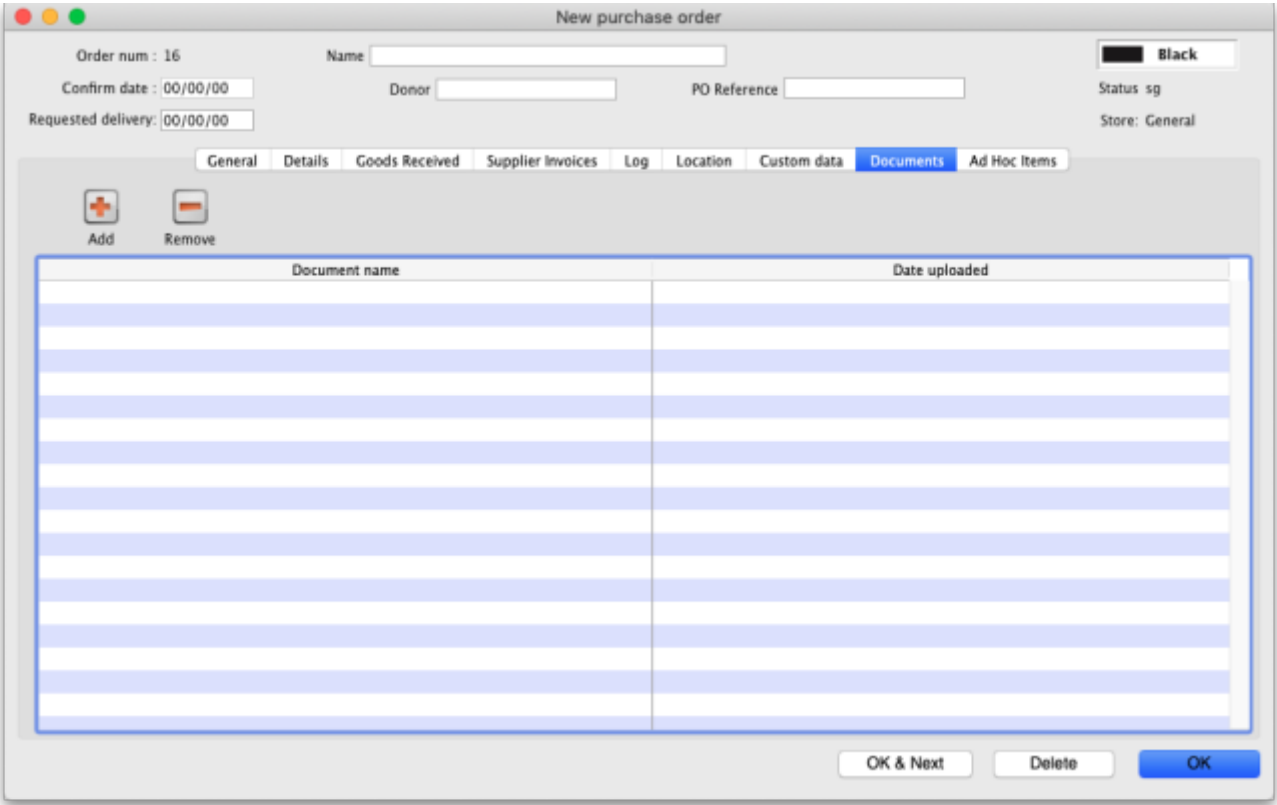 New purchase order
Order num : 16
Name
Black
Confirm date : 00/00/00
Donor
PO Reference
Status sg
Requested delivery: 00/00/00
Store: General
General Details Goods Received Supplier Invoices Log Location Custom data Documents Ad Hoc Items
Add Remove
Document name Date uploaded
OK & Next Delete OK